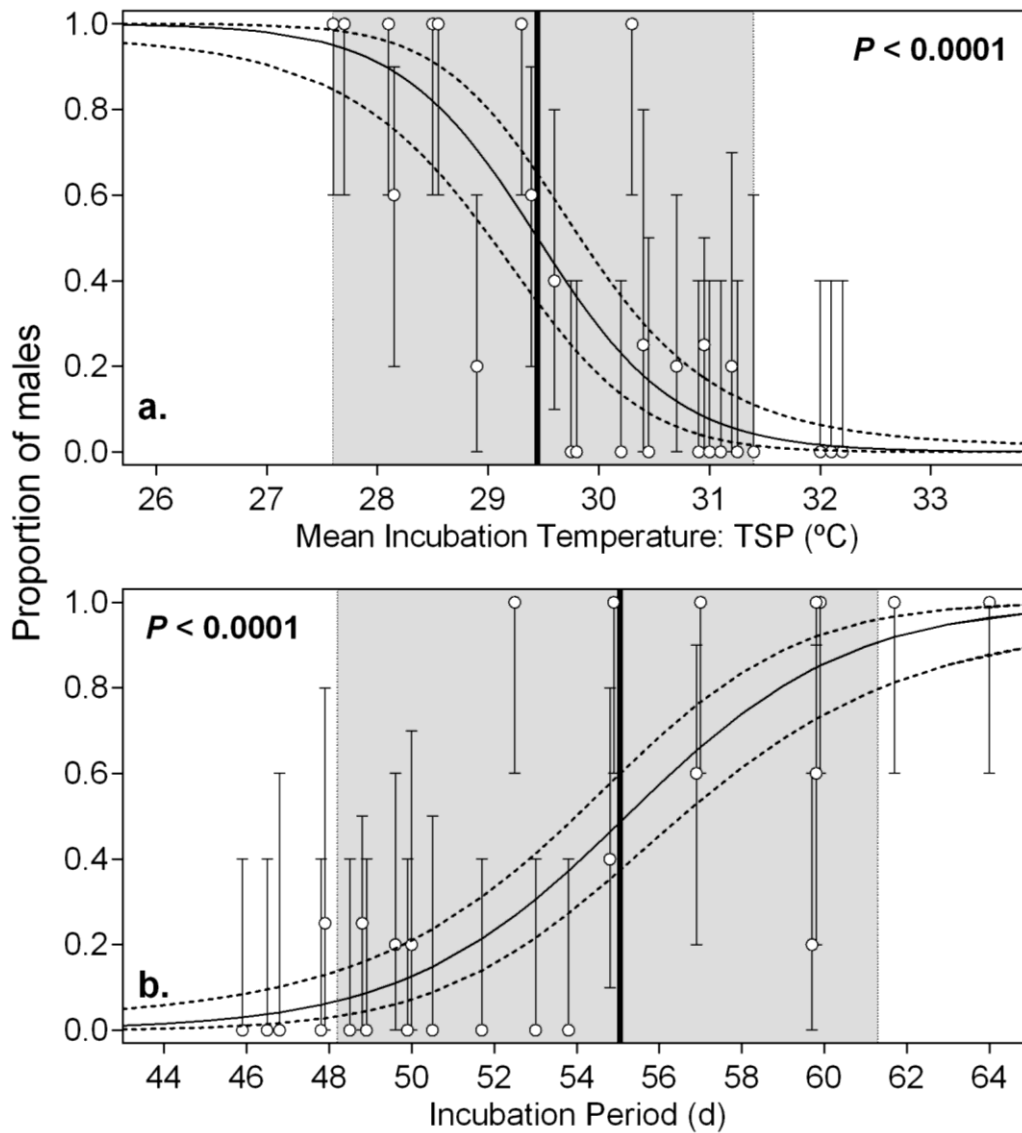 Proportion of males
1.0
0.8
0.6
0.4
0.2
0.0
P < 0.0001
a.
26 27 28 29 30 31 32 33
Mean Incubation Temperature: TSP (ºC)
1.0
0.8
0.6
0.4
0.2
0.0
P < 0.0001
b.
44 46 48 50 52 54 56 58 60 62 64
Incubation Period (d)